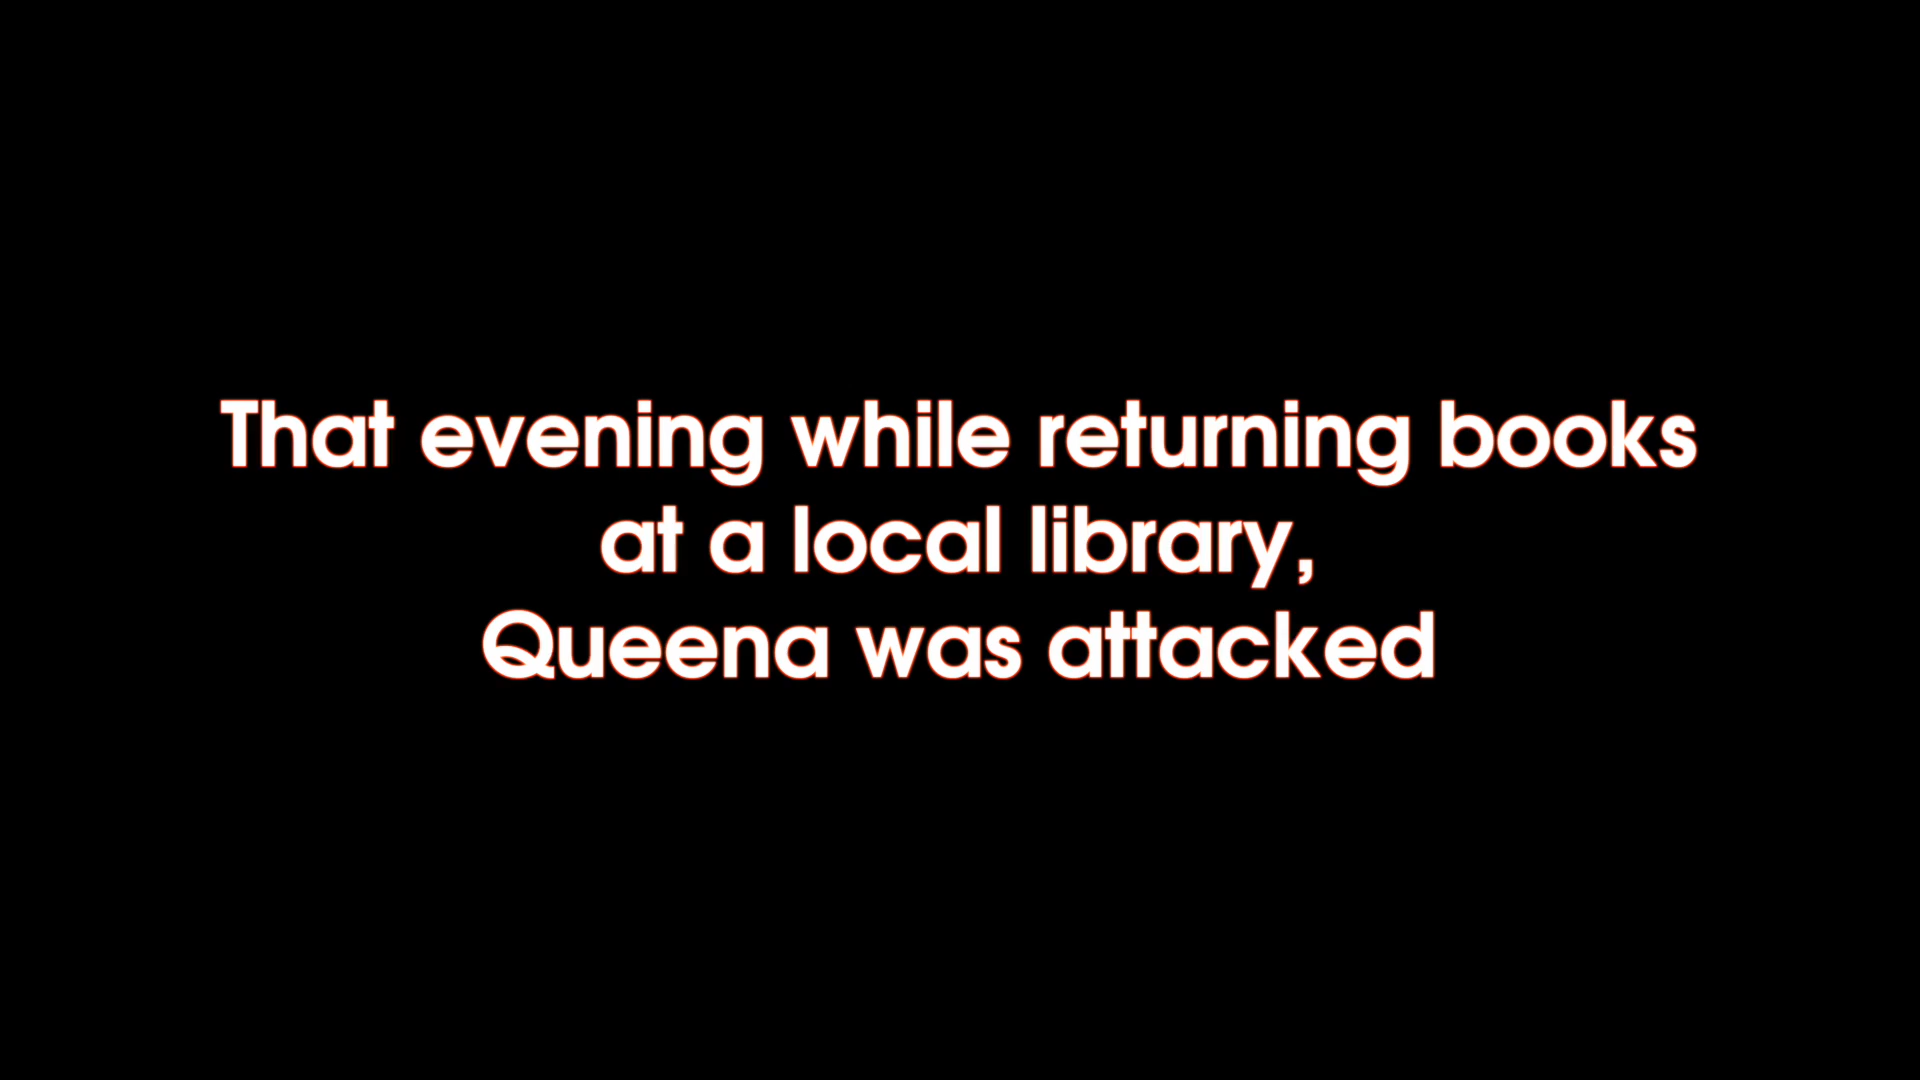 That evening while returning books
at a local library,
Queena was attacked